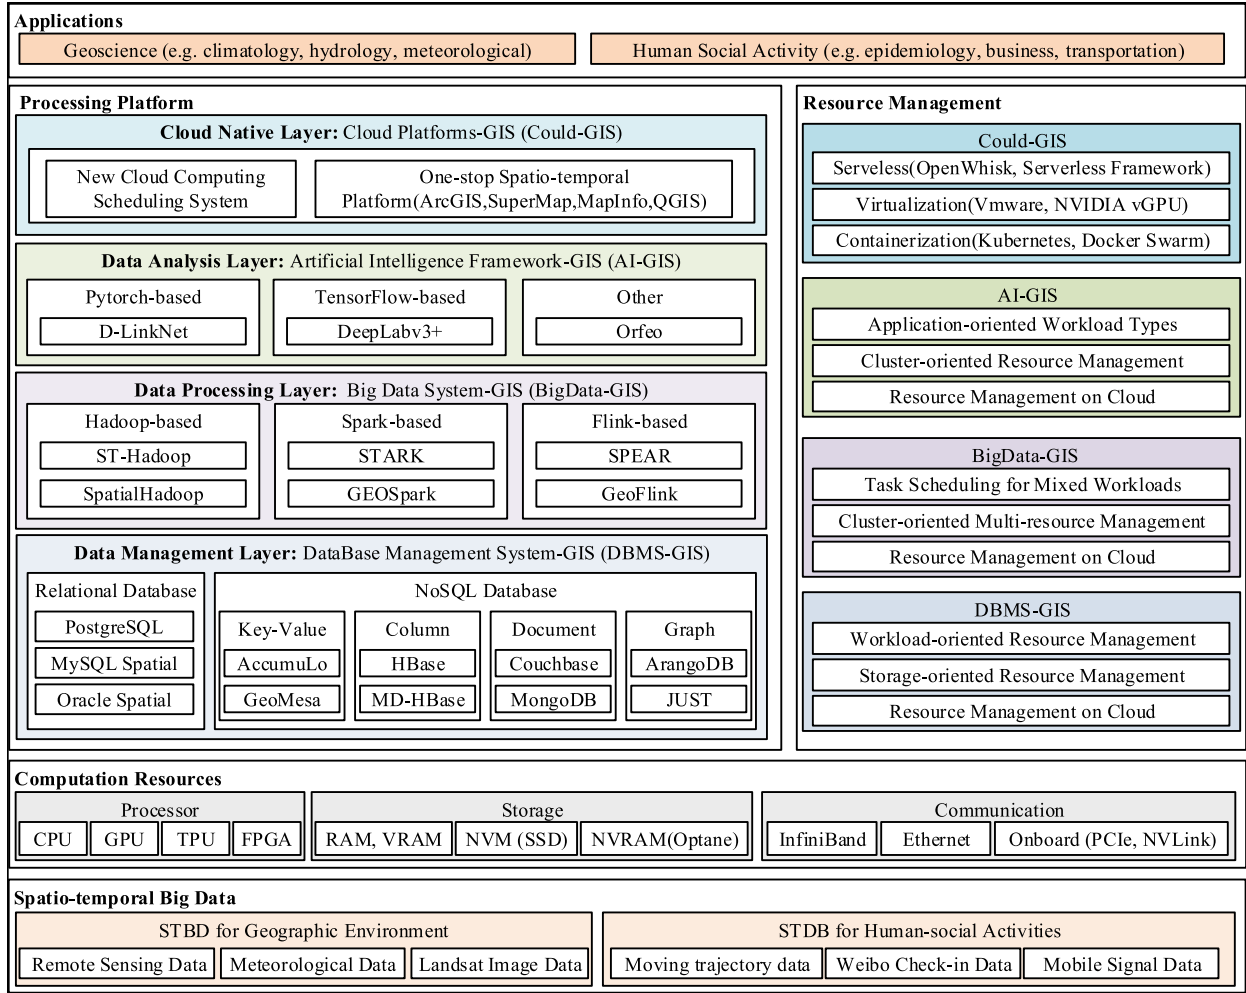 Applications
Geoscience (e.g. climatology, hydrology, meteorological)
Human Social Activity (e.g. epidemiology, business, transportation)
Processing Platform
Cloud Native Layer: Cloud Platforms-GIS (Could-GIS)
New Cloud Computing
Scheduling System
One-stop Spatio-temporal
Platform(ArcGIS,SuperMap,MapInfo,QGIS)
Data Analysis Layer: Artificial Intelligence Framework-GIS (AI-GIS)
Pytorch-based
D-LinkNet
TensorFlow-based
DeepLabv3+
Other
Orfeo
Data Processing Layer: Big Data System-GIS (BigData-GIS)
Hadoop-based
ST-Hadoop
SpatialHadoop
Spark-based
STARK
GEOSpark
Flink-based
SPEAR
GeoFlink
Data Management Layer: DataBase Management System-GIS (DBMS-GIS)
Relational Database
PostgreSQL
MySQL Spatial
Oracle Spatial
NoSQL Database
Key-Value
AccumuLo
GeoMesa
Column
HBase
MD-HBase
Document
Couchbase
MongoDB
Graph
ArangoDB
JUST
Resource Management
Could-GIS
Serveless(OpenWhisk, Serverless Framework)
Virtualization(Vmware, NVIDIA vGPU)
Containerization(Kubernetes, Docker Swarm)
AI-GIS
Application-oriented Workload Types
Cluster-oriented Resource Management
Resource Management on Cloud
BigData-GIS
Task Scheduling for Mixed Workloads
Cluster-oriented Multi-resource Management
Resource Management on Cloud
DBMS-GIS
Workload-oriented Resource Management
Storage-oriented Resource Management
Resource Management on Cloud
Computation Resources
Processor
CPU
GPU
TPU
FPGA
Storage
RAM, VRAM
NVM (SSD)
NVRAM(Optane)
Communication
InfiniBand
Ethernet
Onboard (PCIe, NVLink)
Spatio-temporal Big Data
STBD for Geographic Environment
Remote Sensing Data
Meteorological Data
Landsat Image Data
STDB for Human-social Activities
Moving trajectory data
Weibo Check-in Data
Mobile Signal Data